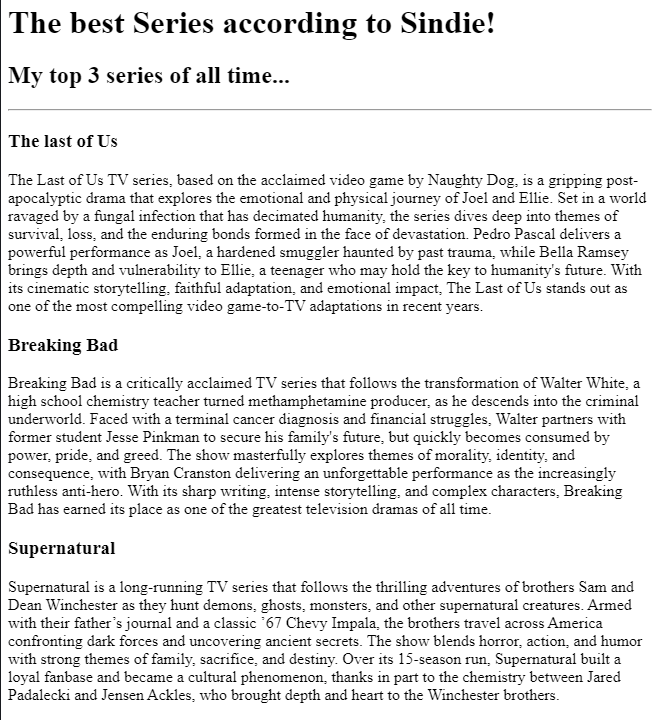 The best Series according to Sindie!
My top 3 series of all time...
The last of Us
The Last of Us TV series, based on the acclaimed video game by Naughty Dog, is a gripping post-
apocalyptic drama that explores the emotional and physical journey of Joel and Ellie. Set in a world
ravaged by a fungal infection that has decimated humanity, the series dives deep into themes of
survival, loss, and the enduring bonds formed in the face of devastation. Pedro Pascal delivers a
powerful performance as Joel, a hardened smuggler haunted by past trauma, while Bella Ramsey
brings depth and vulnerability to Ellie, a teenager who may hold the key to humanity's future. With
its cinematic storytelling, faithful adaptation, and emotional impact, The Last of Us stands out as
one of the most compelling video game-to-TV adaptations in recent years.
Breaking Bad
Breaking Bad is a critically acclaimed TV series that follows the transformation of Walter White, a
high school chemistry teacher turned methamphetamine producer, as he descends into the criminal
underworld. Faced with a terminal cancer diagnosis and financial struggles, Walter partners with
former student Jesse Pinkman to secure his family's future, but quickly becomes consumed by
power, pride, and greed. The show masterfully explores themes of morality, identity, and
consequence, with Bryan Cranston delivering an unforgettable performance as the increasingly
ruthless anti-hero. With its sharp writing, intense storytelling, and complex characters, Breaking
Bad has earned its place as one of the greatest television dramas of all time.
Supernatural
Supernatural is a long-running TV series that follows the thrilling adventures of brothers Sam and
Dean Winchester as they hunt demons, ghosts, monsters, and other supernatural creatures. Armed
with their father’s journal and a classic ’67 Chevy Impala, the brothers travel across America
confronting dark forces and uncovering ancient secrets. The show blends horror, action, and humor
with strong themes of family, sacrifice, and destiny. Over its 15-season run, Supernatural built a
loyal fanbase and became a cultural phenomenon, thanks in part to the chemistry between Jared
Padalecki and Jensen Ackles, who brought depth and heart to the Winchester brothers.